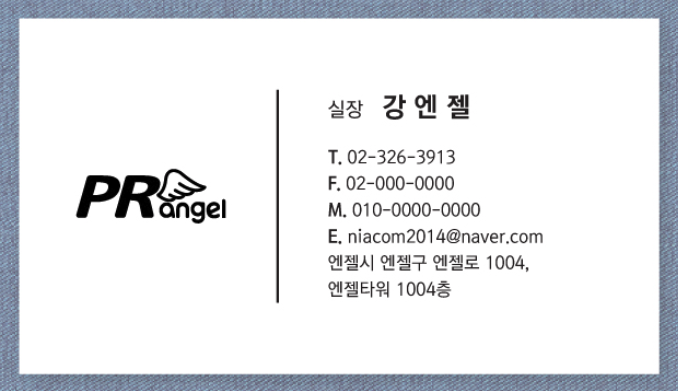 PR angel
실장 강 엔 젤
T. 02-326-3913
F. 02-000-0000
M. 010-0000-0000
E. niacom2014@naver.com
엔젤시 엔젤구 엔젤로 1004,
엔젤타워 1004층